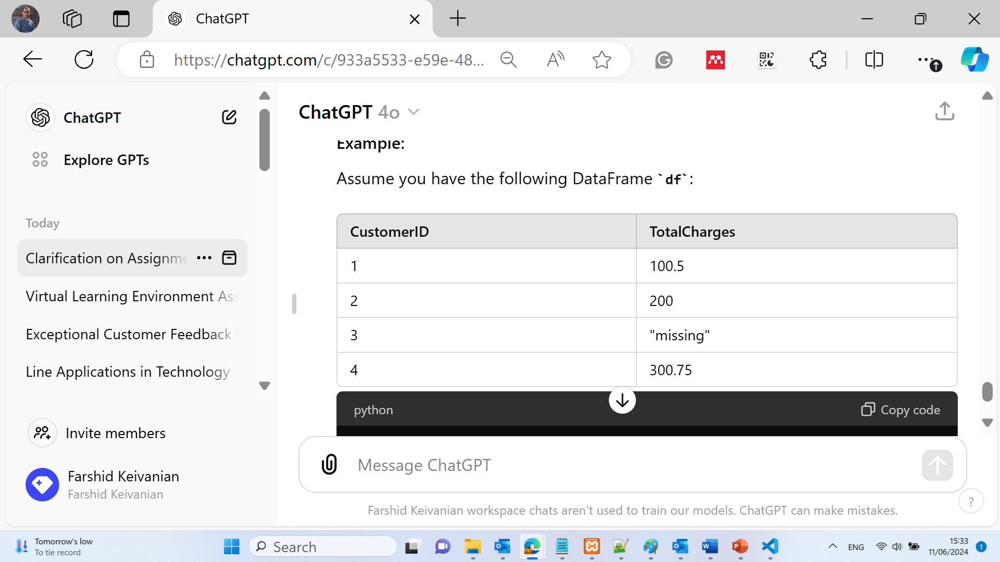 ChatGPT
https://chatgpt.com/c/933a5533-e59e-48...
ChatGPT
Explore GPTs
Today
Clarification on Assignme
Virtual Learning Environment Ass
Exceptional Customer Feedback
Line Applications in Technology
Invite members
Farshid Keivanian
Farshid Keivanian
ChatGPT 4o
Example:
Assume you have the following DataFrame `df`:
CustomerID TotalCharges
1 100.5
2 200
3 "missing"
4 300.75
python Copy code
Message ChatGPT
Farshid Keivanian workspace chats aren't used to train our models. ChatGPT can make mistakes.
?
Tomorrow's low
To tie record
Search
ENG
15:33
11/06/2024
1